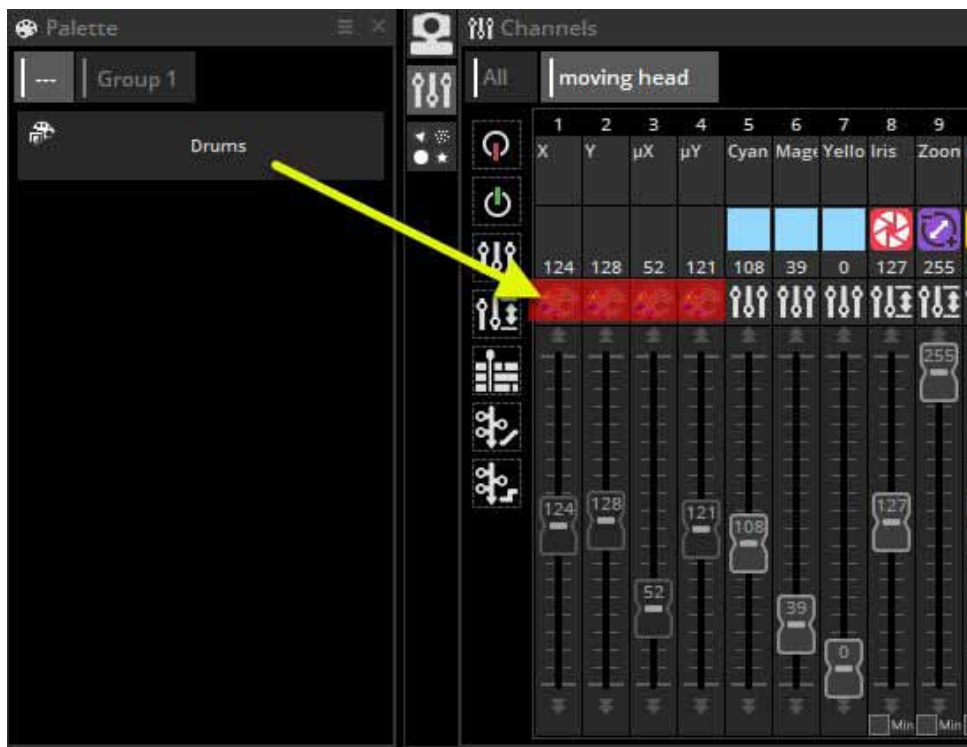 Palette
--- Group 1
Drums
Channels
All moving head
1 2 3 4 5 6 7 8 9
X Y µX µY Cyan Mage Yello Iris Zoon
124 128 52 121 108 39 0 127 255
255
124 128 121 108 127
52 39
0
Min Min